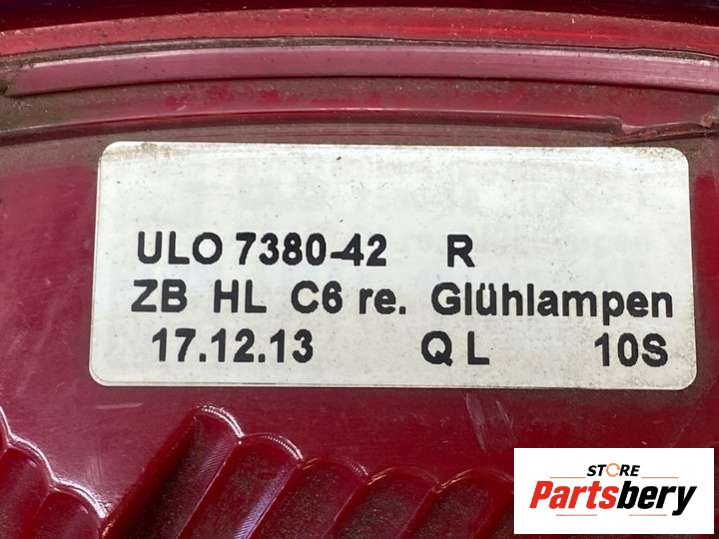 ULO 7380-42 R
ZB HL C6 re. Glühlampen
17.12.13 Q L 10S
STORE
Partsbery